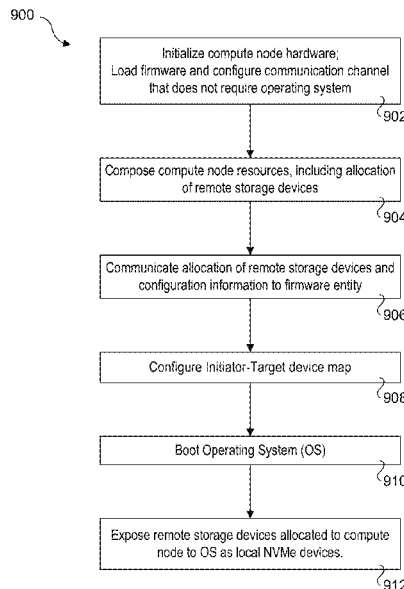 900
Initialize compute node hardware;
Load firmware and configure communication channel
that does not require operating system
902
Compose compute node resources, including allocation
of remote storage devices
904
Communicate allocation of remote storage devices and
configuration information to firmware entity
906
Configure Initiator-Target device map
908
Boot Operating System (OS)
910
Expose remote storage devices allocated to compute
node to OS as local NVMe devices.
912